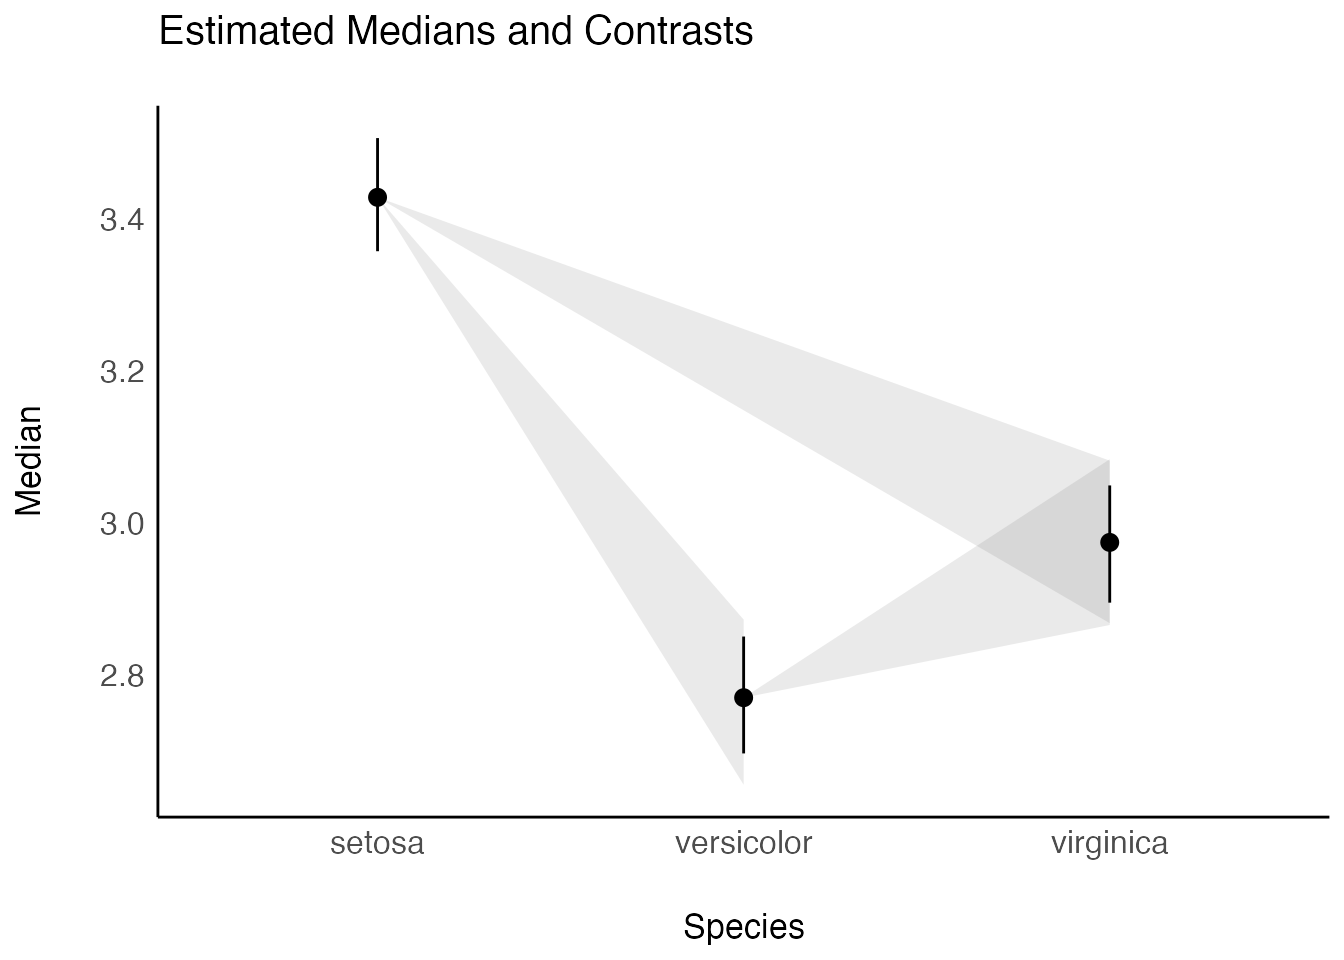 Estimated Medians and Contrasts
Median
3.4
3.2
3.0
2.8
setosa versicolor virginica
Species